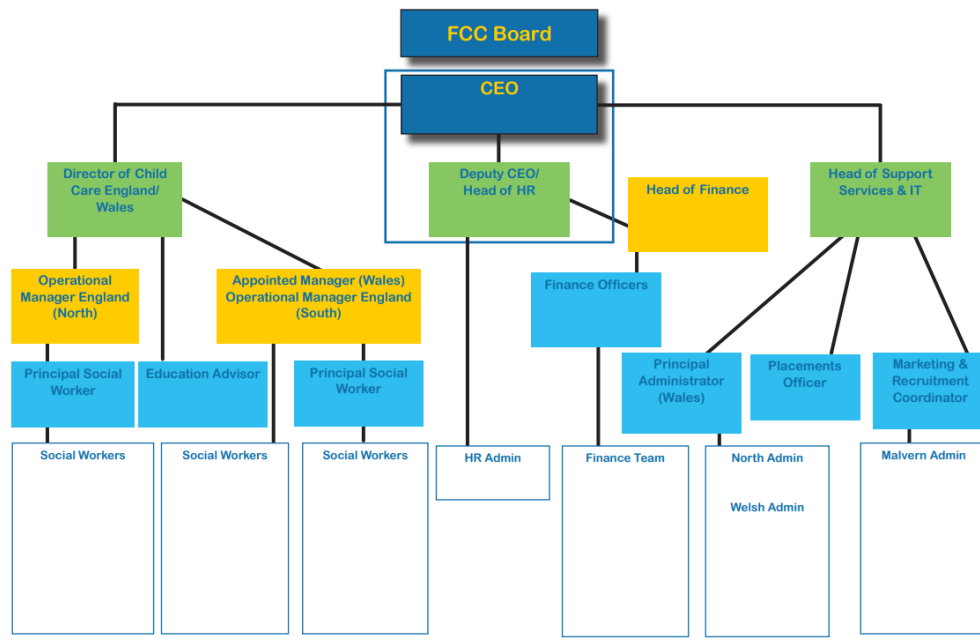 FCC Board
CEO
Director of Child
Care England/
Wales
Deputy CEO/
Head of HR
Head of Finance
Head of Support
Services & IT
Operational
Manager England
(North)
Appointed Manager (Wales)
Operational Manager England
(South)
Finance Officers
Principal Social
Worker
Education Advisor
Principal Social
Worker
Principal
Administrator
(Wales)
Placements
Officer
Marketing &
Recruitment
Coordinator
Social Workers
Social Workers
Social Workers
HR Admin
Finance Team
North Admin
Welsh Admin
Malvern Admin